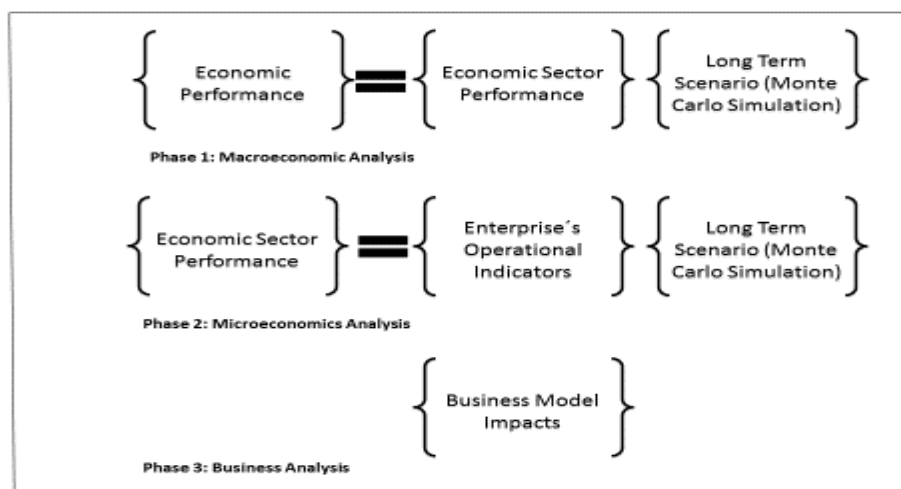 Economic
Performance
Economic Sector
Performance
Long Term
Scenario (Monte
Carlo Simulation)
Phase 1: Macroeconomic Analysis
Economic Sector
Performance
Enterprise´s
Operational
Indicators
Long Term
Scenario (Monte
Carlo Simulation)
Phase 2: Microeconomics Analysis
Business Model
Impacts
Phase 3: Business Analysis